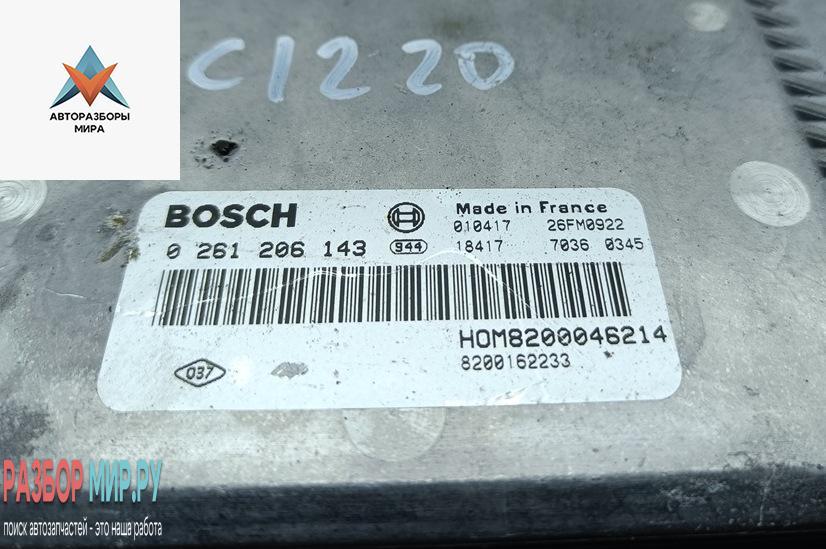 C1220
АВТОРАЗБОРЫ
МИРА
BOSCH
Made in France
010417 26FM0922
0 261 206 143 944 18417 7036 0345
HOM8200046214
8200162233
037
РАЗБОР МИР.РУ
поиск автозапчастей - это наша работа